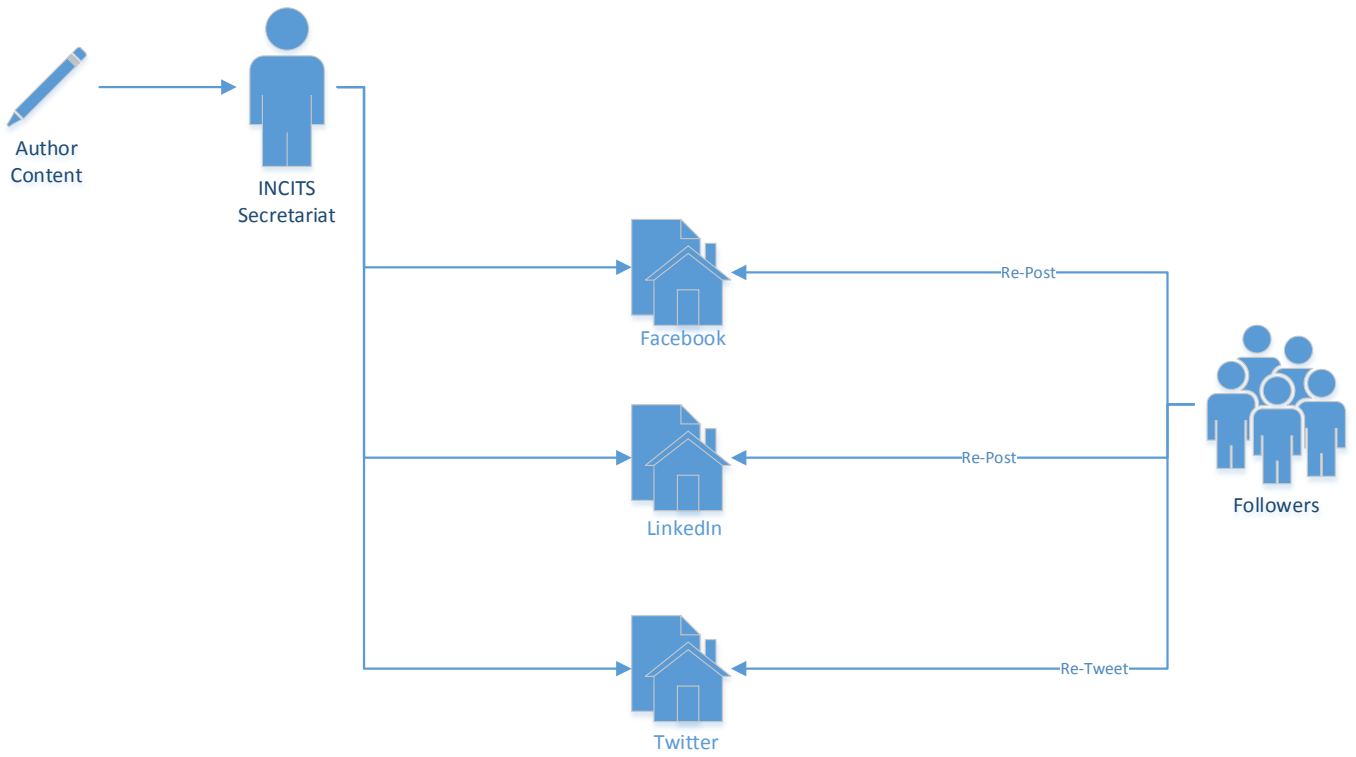 Author
Content
INCITS
Secretariat
Facebook
Re-Post
LinkedIn
Re-Post
Followers
Twitter
Re-Tweet